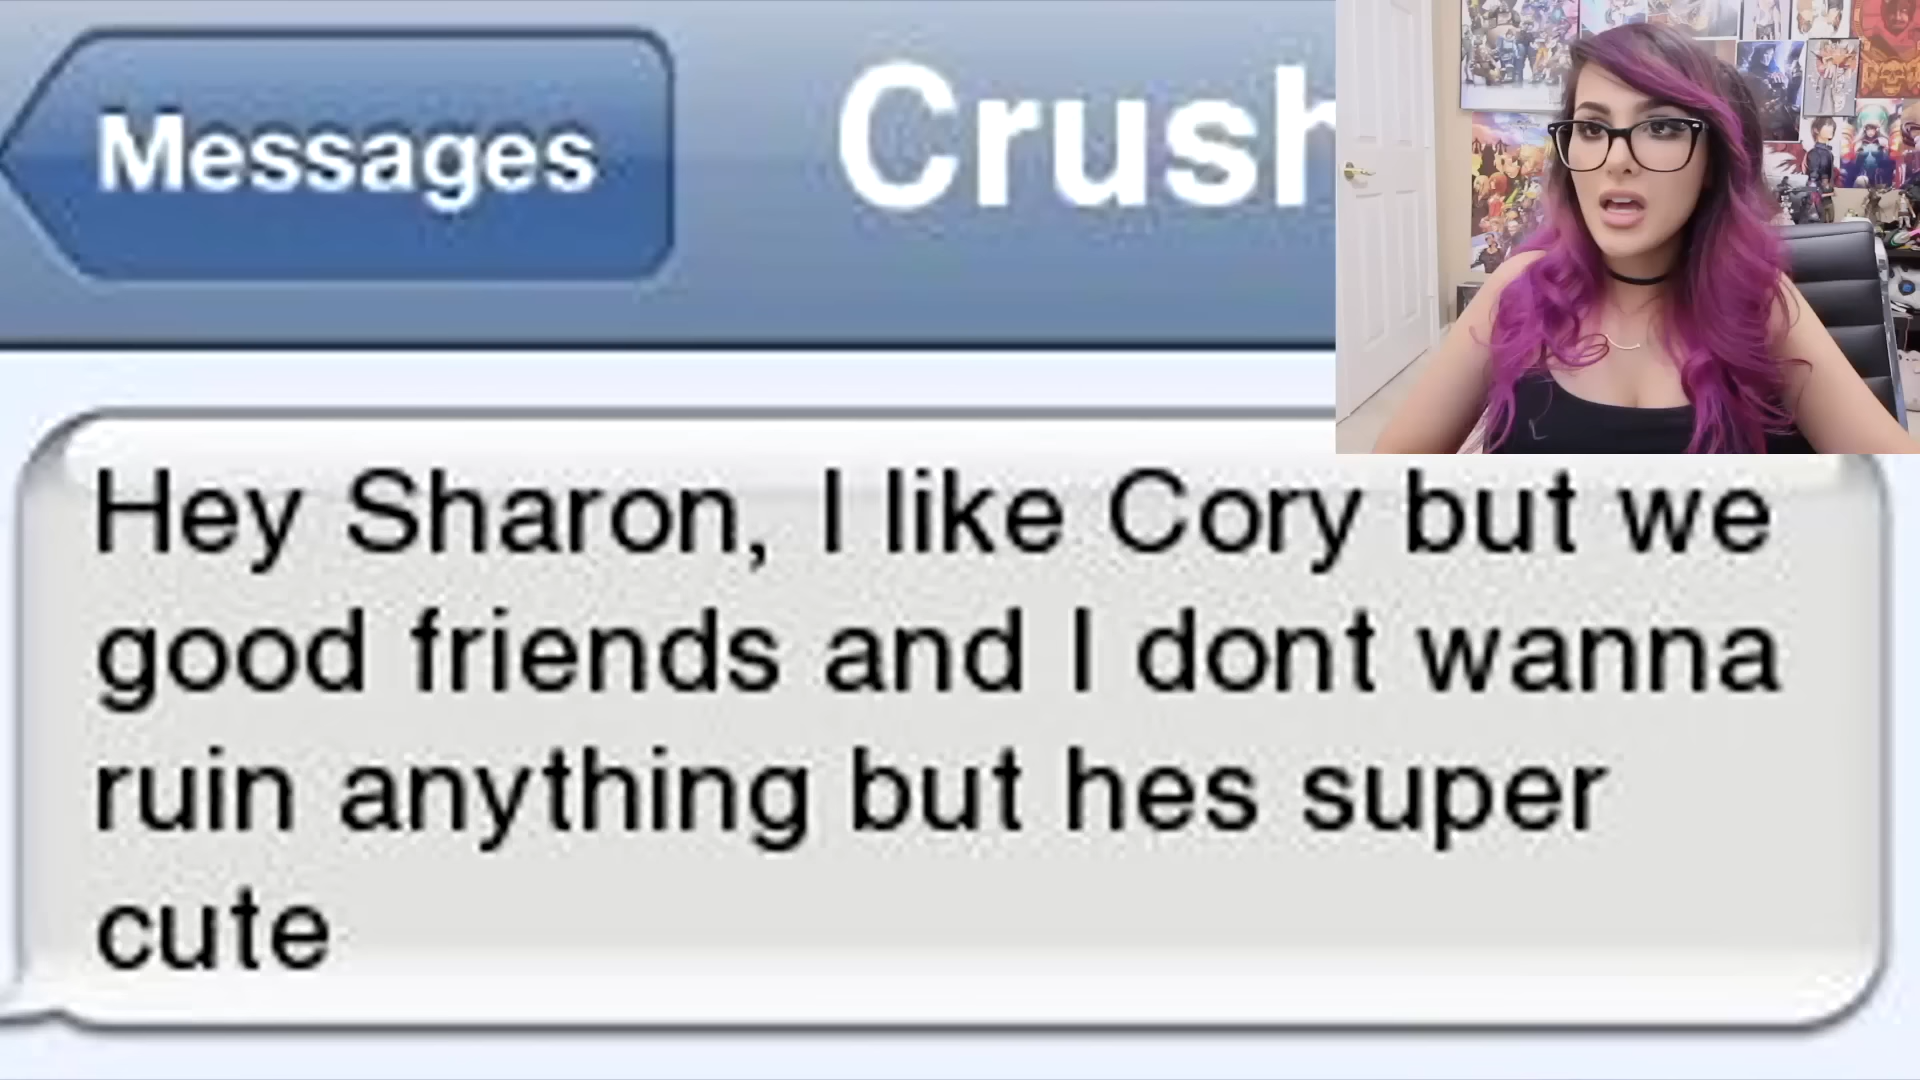 Messages
Crush
Hey Sharon, I like Cory but we
good friends and I dont wanna
ruin anything but hes super
cute